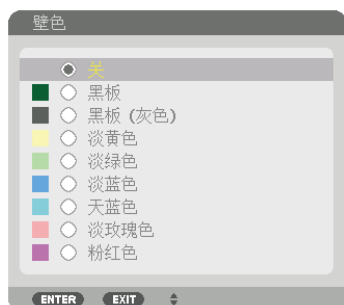 壁色
关
黑板
黑板 (灰色)
淡黄色
淡绿色
淡蓝色
天蓝色
淡玫瑰色
粉红色
ENTER EXIT